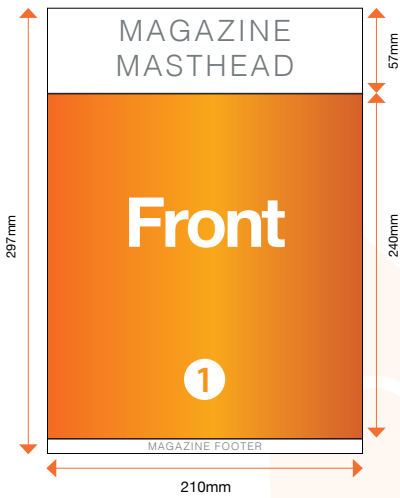 MAGAZINE
MASTHEAD
57mm
297mm
Front
240mm
1
MAGAZINE FOOTER
210mm